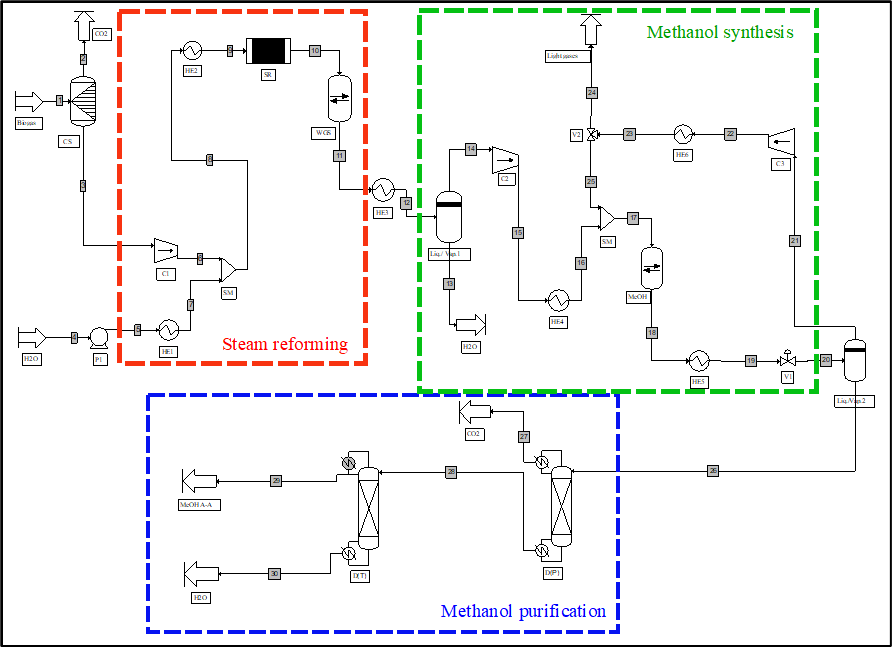 CO2
2
Biogas
1
CS
3
HE2
9
SR
10
WGS
11
8
C1
6
SM
7
H2O
4
P1
5
HE1
Steam reforming
HE3
12
Methanol synthesis
Light gases
24
V2
23
HE6
22
C3
14
C2
25
SM
17
Liq./Vap.1
15
16
21
MeOH
13
H2O
HE4
18
HE5
19
V1
20
Liq./Vap.2
CO2
27
26
28
29
MeOH A-A
30
H2O
D(T)
D(P)
Methanol purification